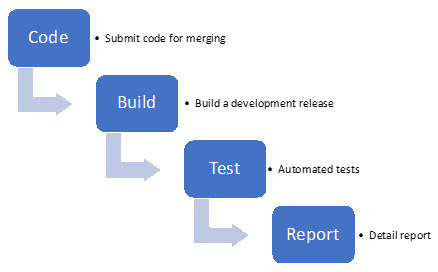 Code
• Submit code for merging
Build
• Build a development release
Test
• Automated tests
Report
• Detail report